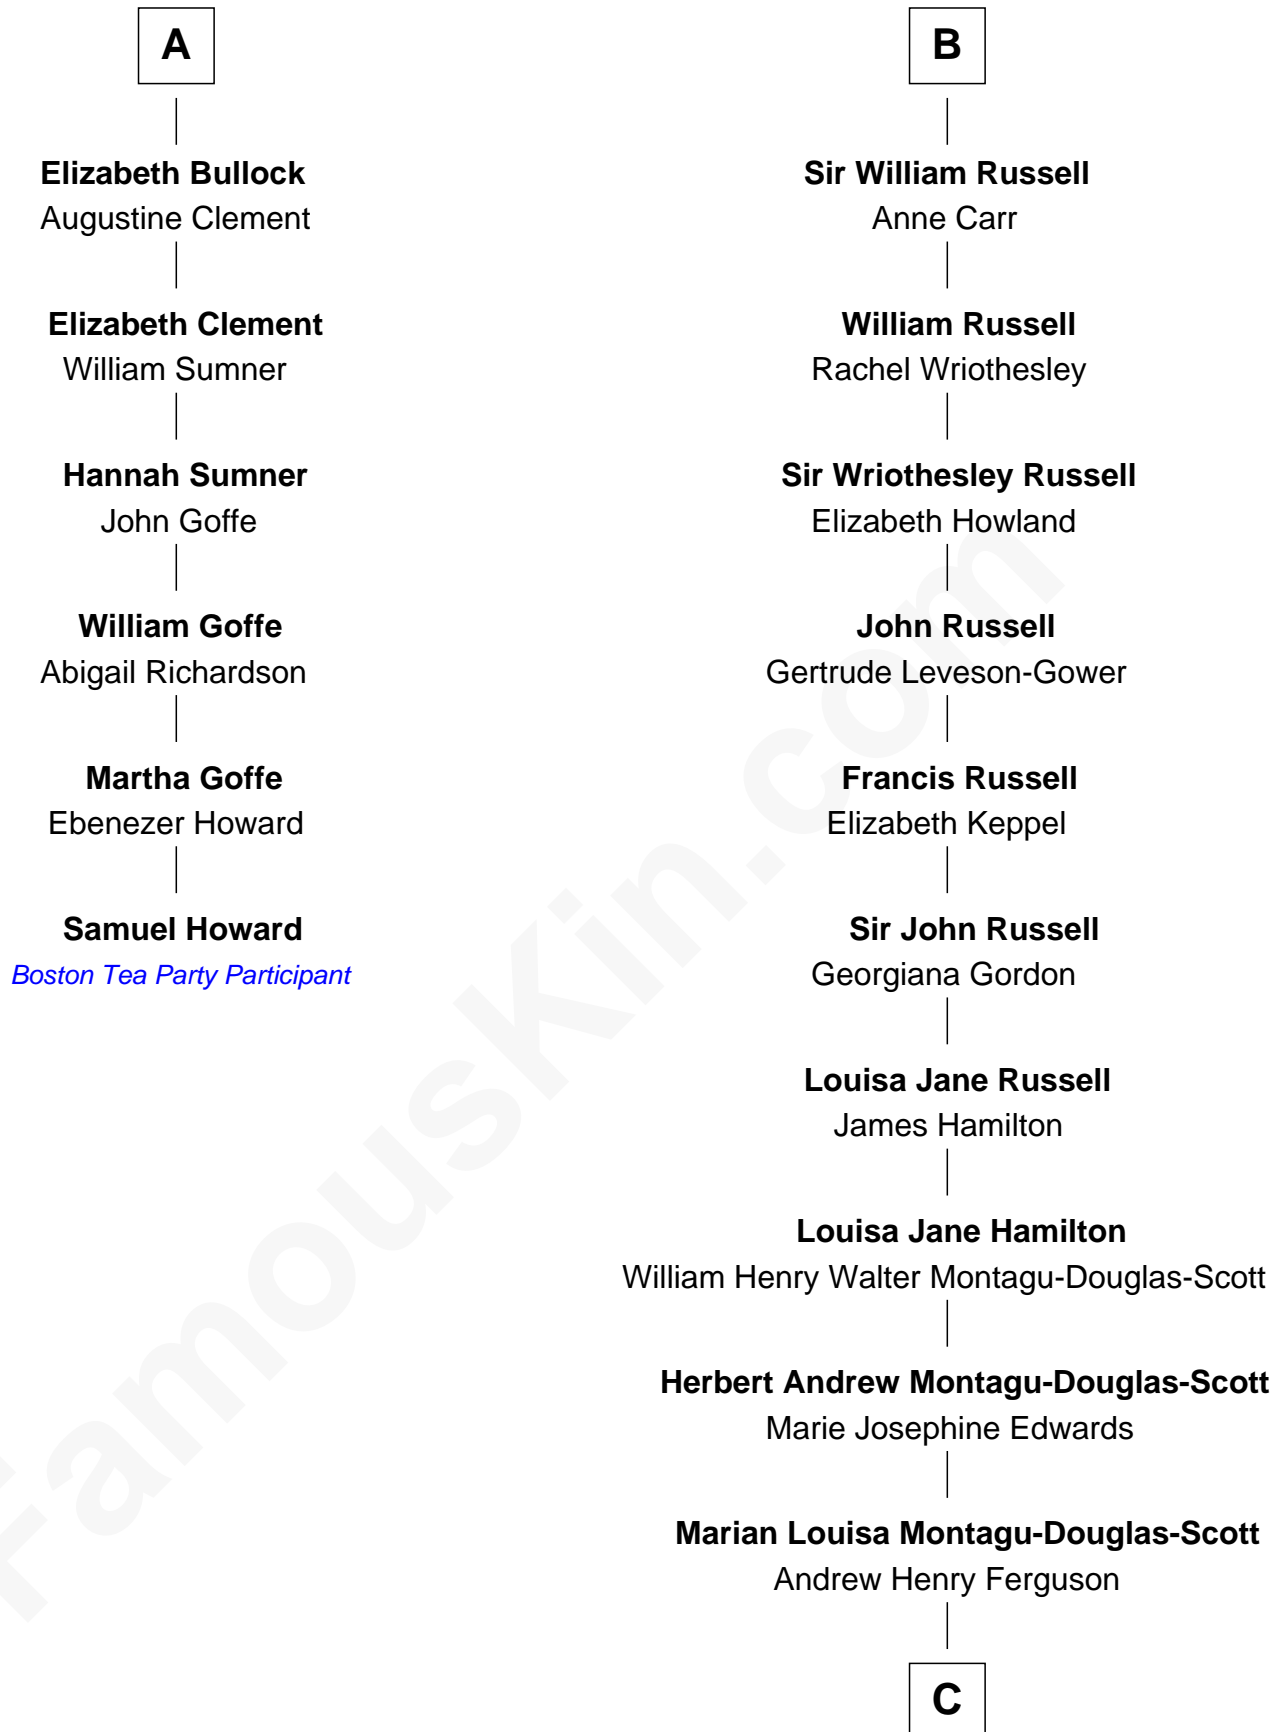 A
Elizabeth Bullock
Augustine Clement
Elizabeth Clement
William Sumner
Hannah Sumner
John Goffe
William Goffe
Abigail Richardson
Martha Goffe
Ebenezer Howard
Samuel Howard
Boston Tea Party Participant
B
Sir William Russell
Anne Carr
William Russell
Rachel Wriothesley
Sir Wriothesley Russell
Elizabeth Howland
John Russell
Gertrude Leveson-Gower
Francis Russell
Elizabeth Keppel
Sir John Russell
Georgiana Gordon
Louisa Jane Russell
James Hamilton
Louisa Jane Hamilton
William Henry Walter Montagu-Douglas-Scott
Herbert Andrew Montagu-Douglas-Scott
Marie Josephine Edwards
Marian Louisa Montagu-Douglas-Scott
Andrew Henry Ferguson
C
FamousKin.com